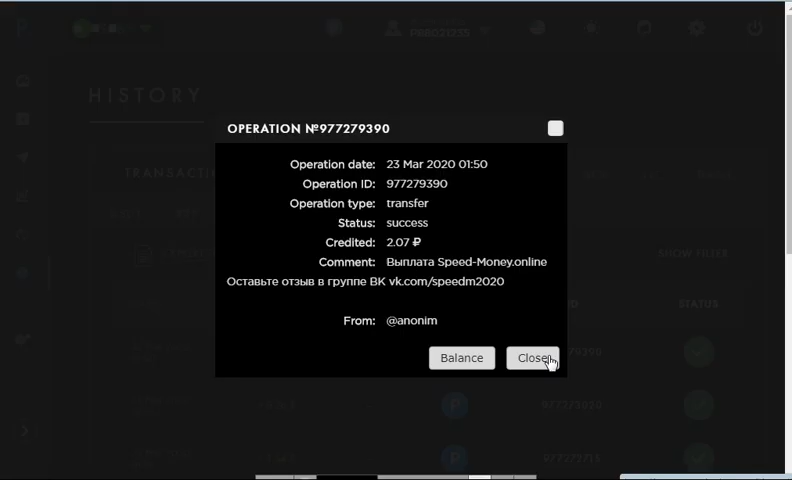 HISTORY
OPERATION №977279390
Operation date: 23 Mar 2020 01:50
Operation ID: 977279390
Operation type: transfer
Status: success
Credited: 2.07 ₽
Comment: Выплата Speed-Money.online
Оставьте отзыв в группе ВК vk.com/speedm2020
From: @anonim
Balance Close
SHOW FILTER
STATUS